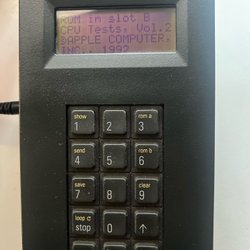 ROM in slot B
CPU Tests, Vol.2
@APPLE COMPUTER,
INC., 1992
show
1
2
rom a
3
send
4
5
rom b
6
save
7
8
clear
9
loop
stop
0
↑